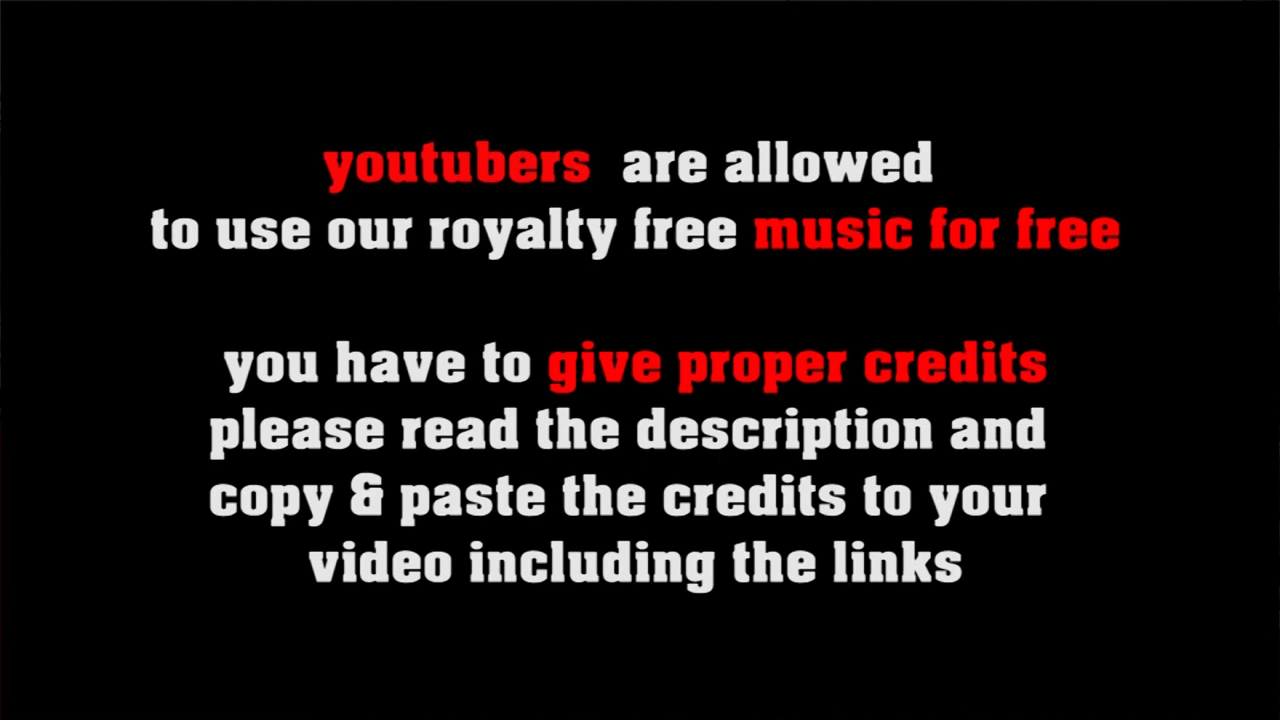 youtubers are allowed
to use our royalty free music for free
you have to give proper credits
please read the description and
copy & paste the credits to your
video including the links